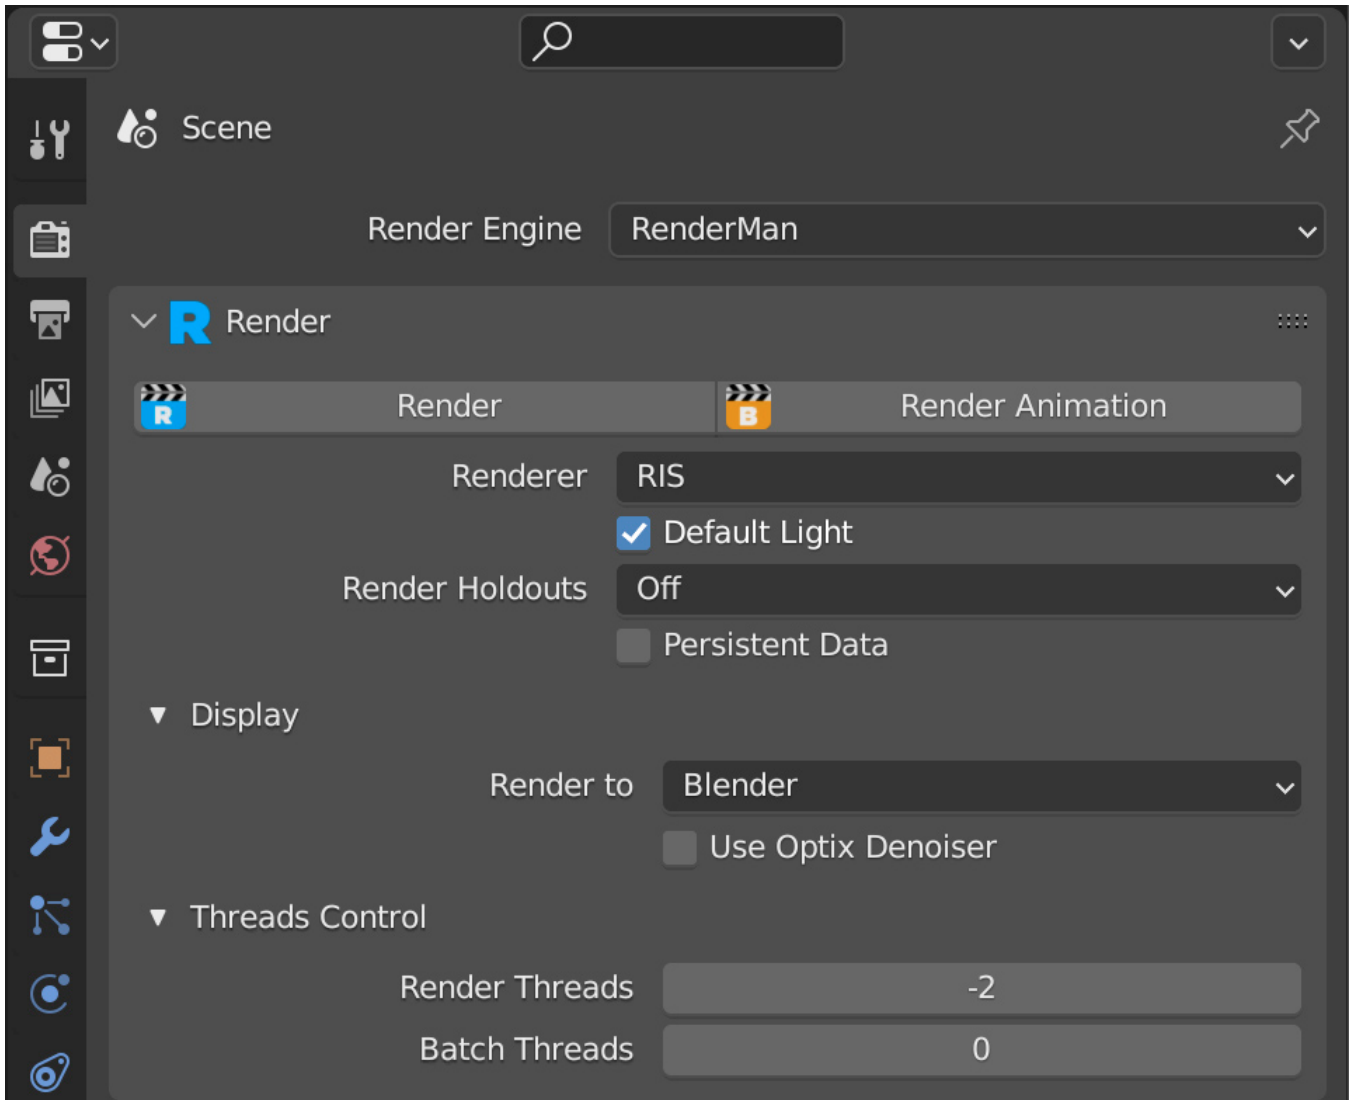 Scene
Render Engine RenderMan
R Render
R Render B Render Animation
Renderer RIS
Default Light
Render Holdouts Off
Persistent Data
Display
Render to Blender
Use Optix Denoiser
Threads Control
Render Threads -2
Batch Threads 0